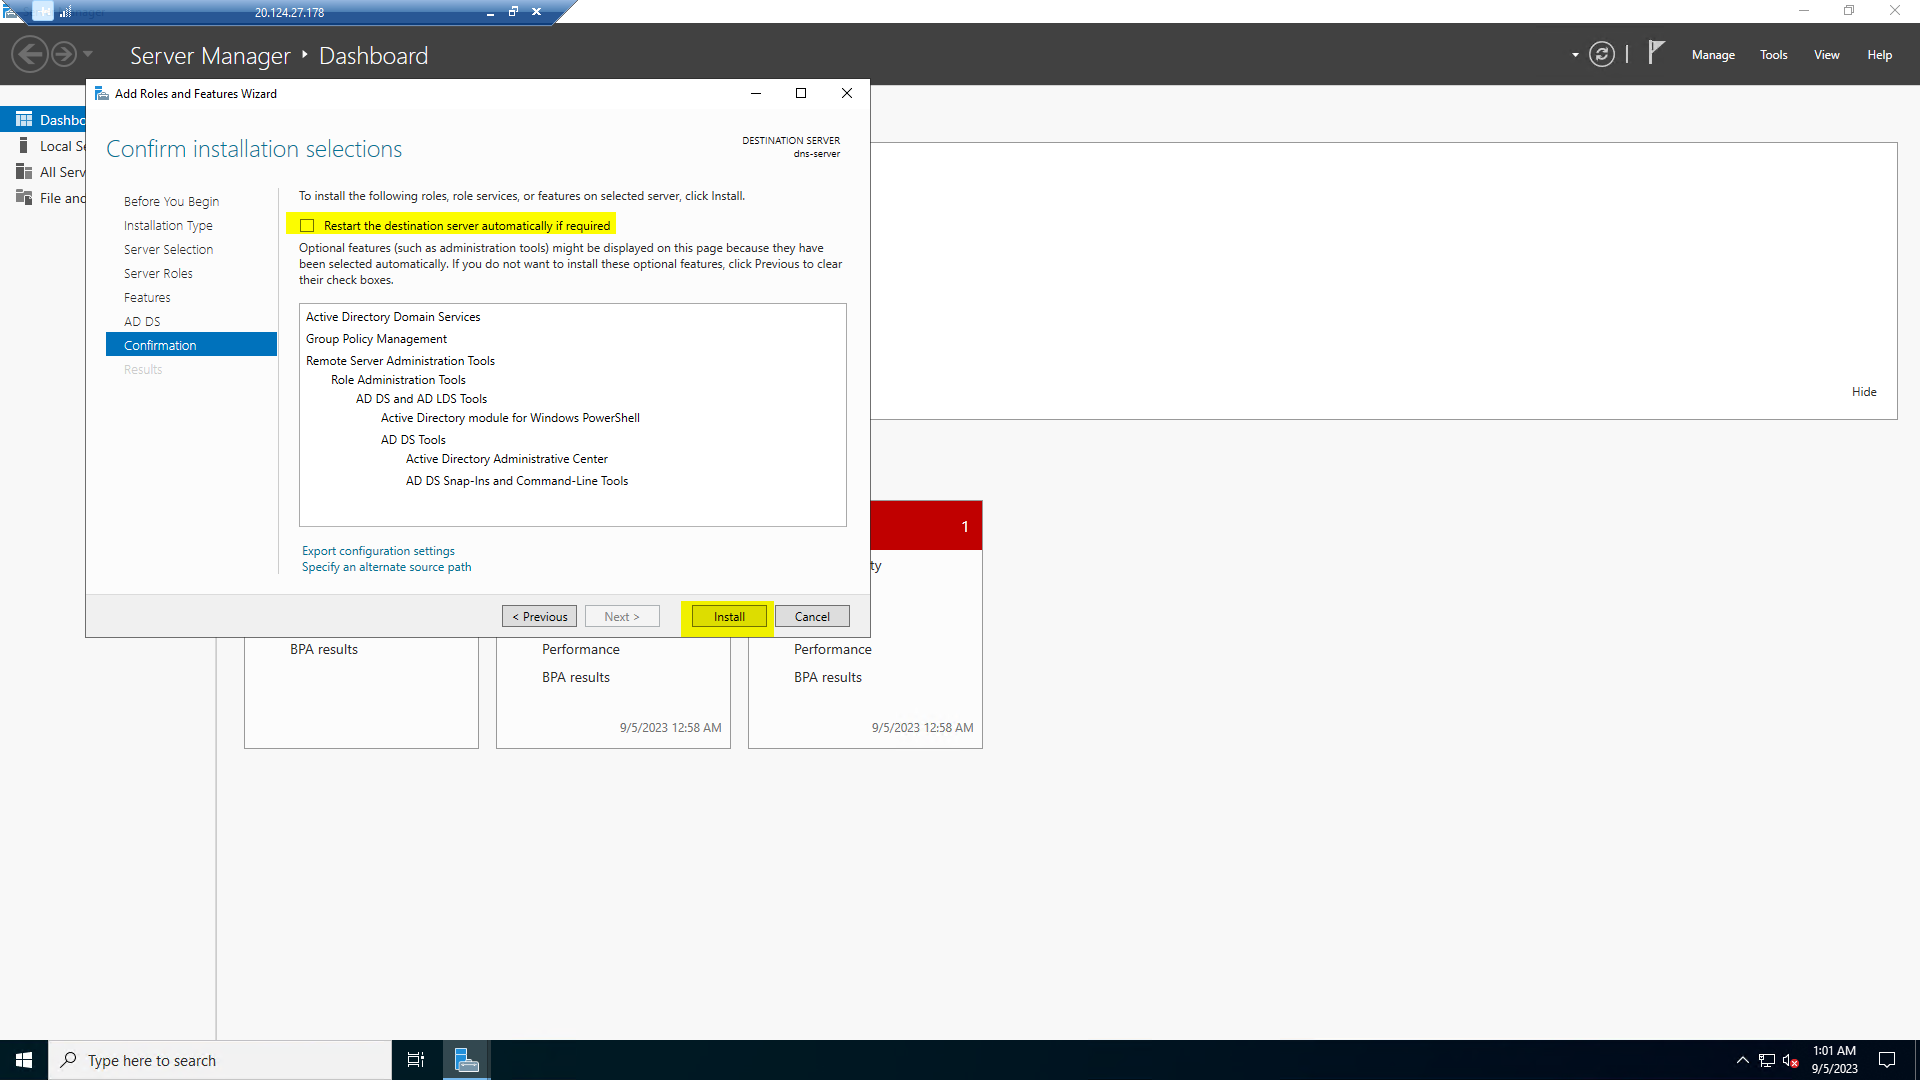 20.124.27.178
Server Manager ‣ Dashboard
Manage
Tools
View
Help
Add Roles and Features Wizard
Confirm installation selections
DESTINATION SERVER
dns-server
Before You Begin
Installation Type
Server Selection
Server Roles
Features
AD DS
Confirmation
Results
To install the following roles, role services, or features on selected server, click Install.
Restart the destination server automatically if required
Optional features (such as administration tools) might be displayed on this page because they have
been selected automatically. If you do not want to install these optional features, click Previous to clear
their check boxes.
Active Directory Domain Services
Group Policy Management
Remote Server Administration Tools
Role Administration Tools
AD DS and AD LDS Tools
Active Directory module for Windows PowerShell
AD DS Tools
Active Directory Administrative Center
AD DS Snap-Ins and Command-Line Tools
Export configuration settings
Specify an alternate source path
< Previous
Next >
Install
Cancel
Dashbo
Local Se
All Serv
File and
Hide
1
ty
BPA results
Performance
BPA results
9/5/2023 12:58 AM
Performance
BPA results
9/5/2023 12:58 AM
Type here to search
1:01 AM
9/5/2023